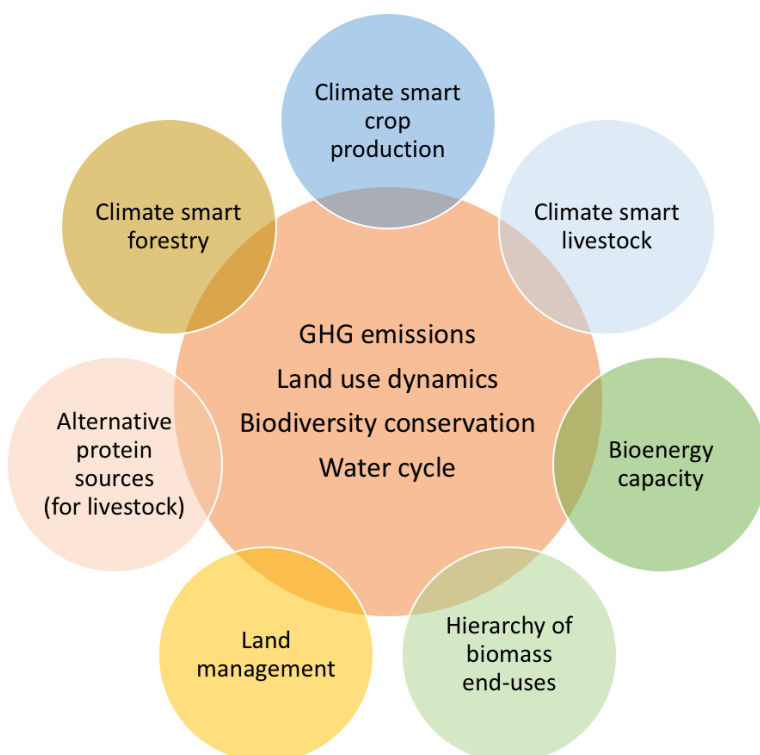 Climate smart
crop
production
Climate smart
forestry
Climate smart
livestock
GHG emissions
Land use dynamics
Biodiversity conservation
Water cycle
Alternative
protein
sources
(for livestock)
Bioenergy
capacity
Land
management
Hierarchy of
biomass
end-uses